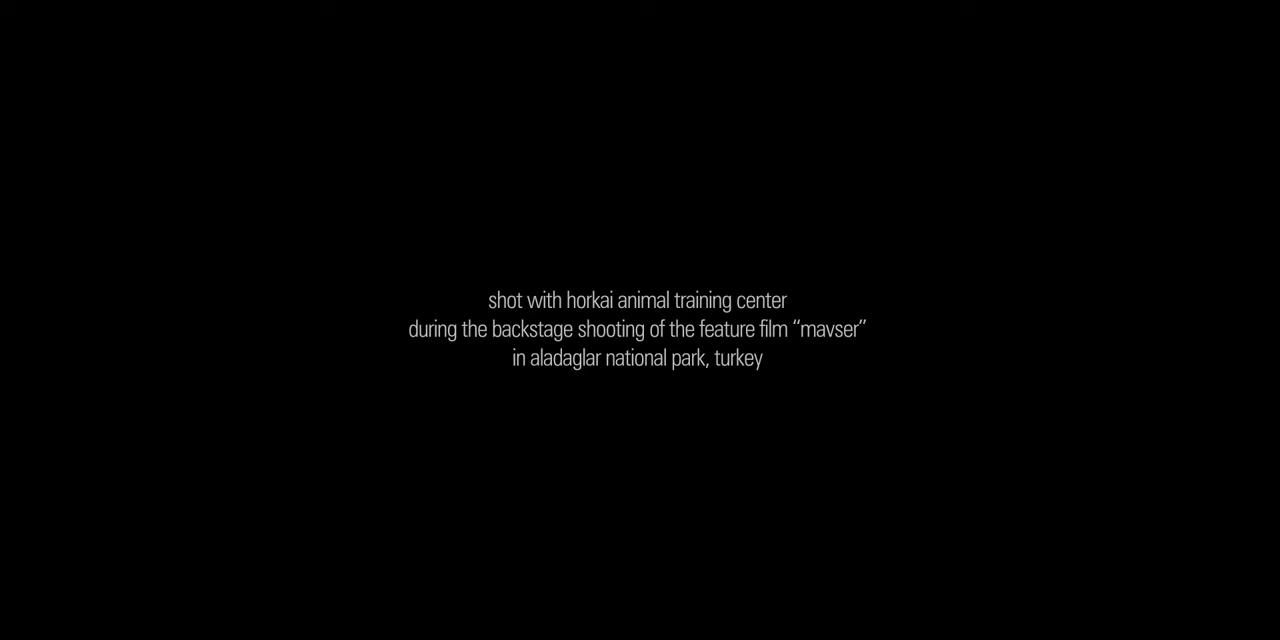 shot with horkai animal training center
during the backstage shooting of the feature film “mavser”
in aladaglar national park, turkey